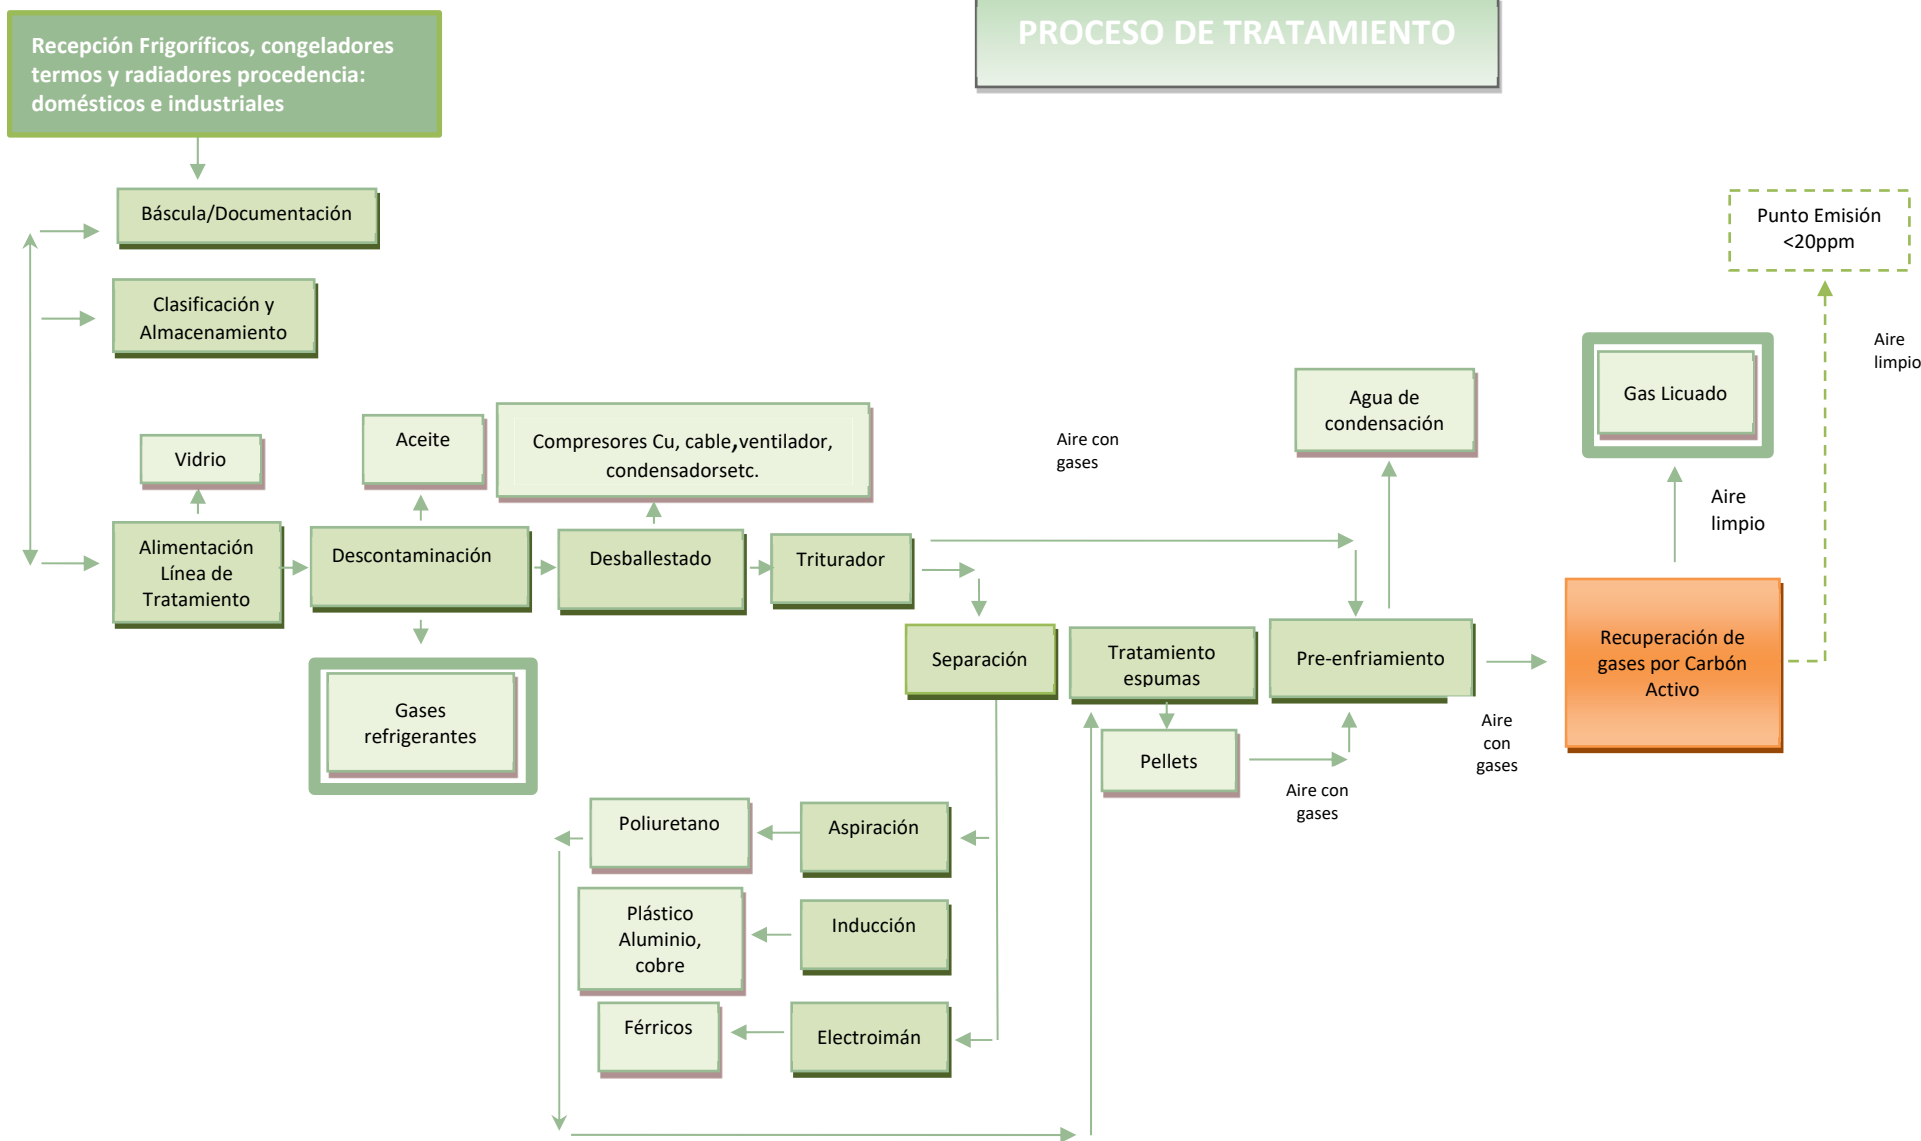 PROCESO DE TRATAMIENTO
Recepción Frigoríficos, congeladores
termos y radiadores procedencia:
domésticos e industriales
Báscula/Documentación
Clasificación y
Almacenamiento
Punto Emisión
<20ppm
Aire
limpio
Gas Licuado
Agua de
condensación
Aire con
gases
Compresores Cu, cable,ventilador,
condensadorsetc.
Aceite
Vidrio
Aire
limpio
Alimentación
Línea de
Tratamiento
Descontaminación
Desballestado
Triturador
Separación
Tratamiento
espumas
Pre-enfriamiento
Recuperación de
gases por Carbón
Activo
Gases
refrigerantes
Pellets
Aire con
gases
Aire
con
gases
Poliuretano
Aspiración
Plástico
Aluminio,
cobre
Inducción
Férricos
Electroimán